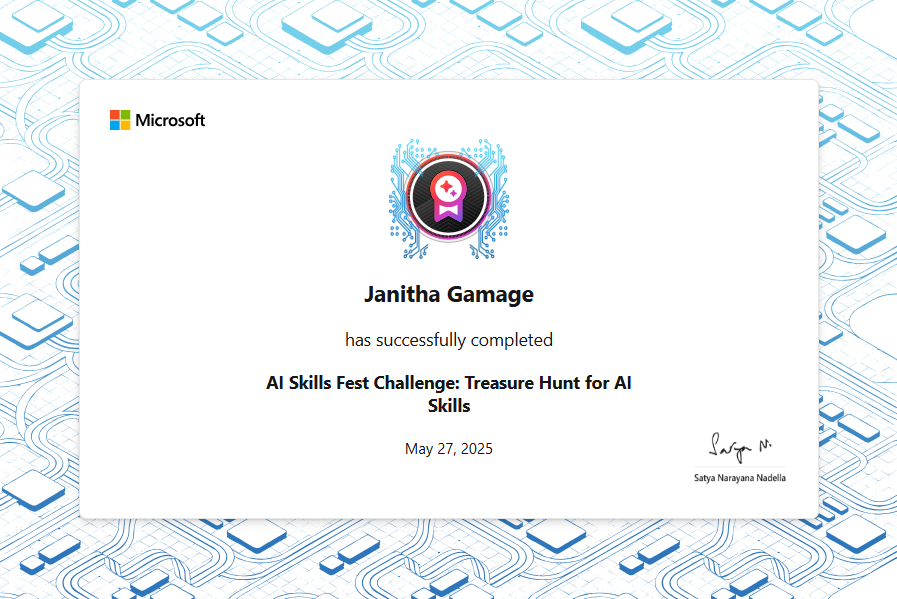 Microsoft
Janitha Gamage
has successfully completed
AI Skills Fest Challenge: Treasure Hunt for AI
Skills
May 27, 2025
Satya N.
Satya Narayana Nadella